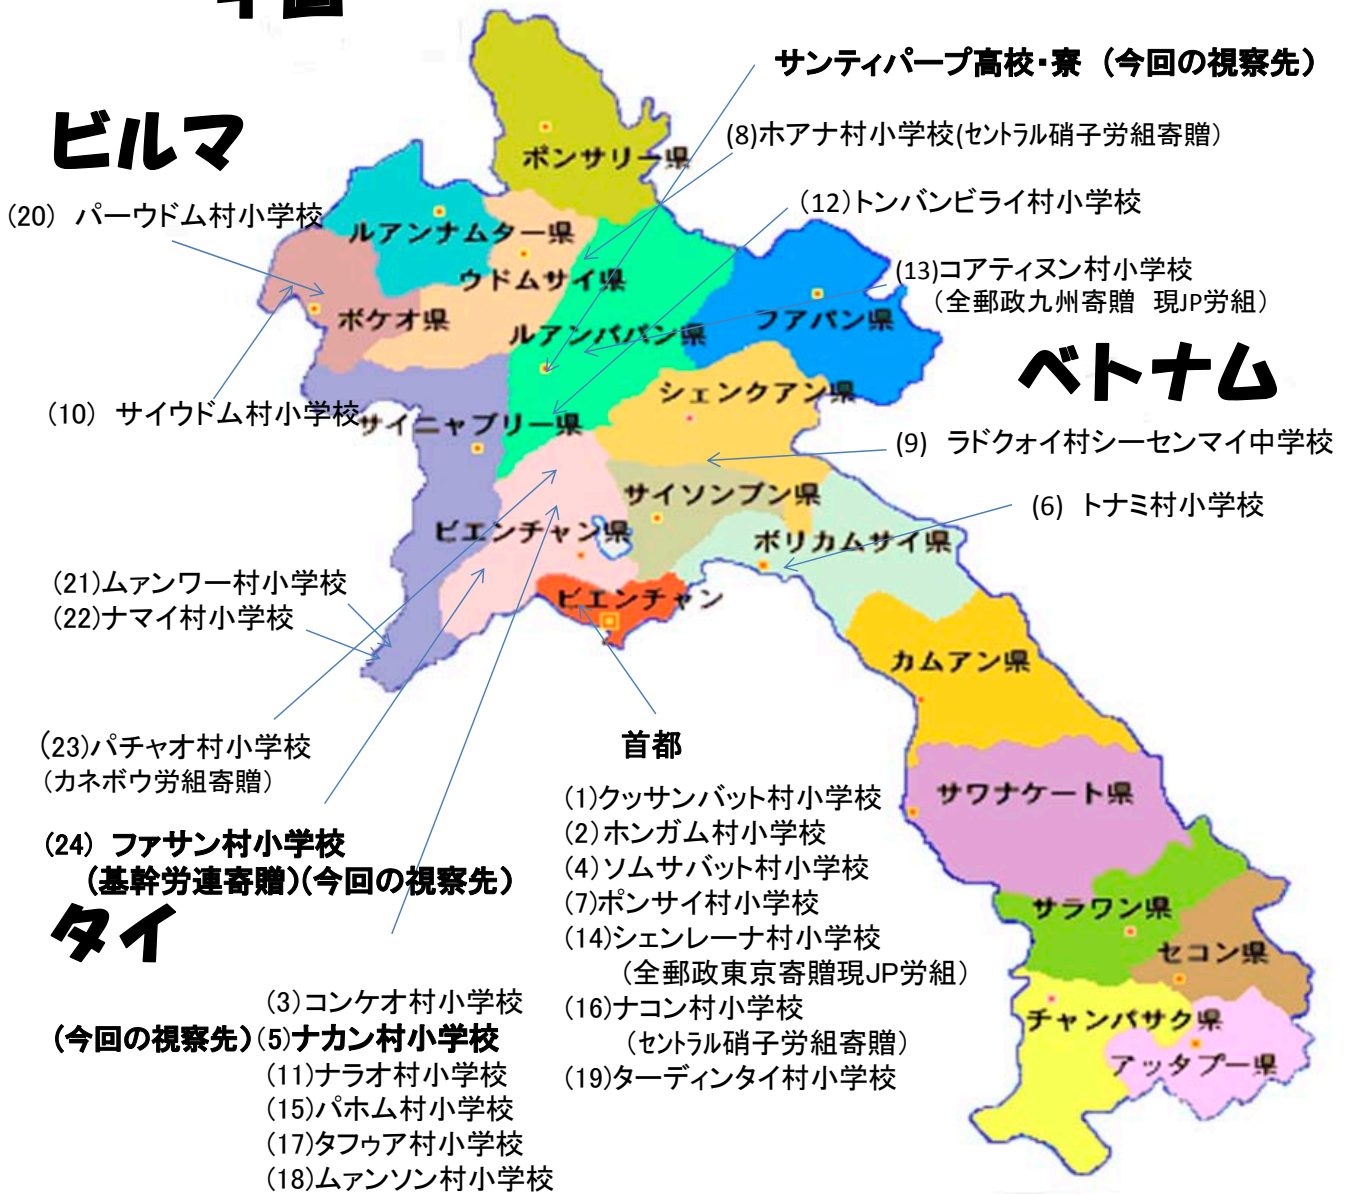 サンティパープ高校・寮 (今回の視察先)
ビルマ
(8)ホアナ村小学校(セントラル硝子労組寄贈)
ポンサリー県
(20) パーウドム村小学校
(12)トンバンビライ村小学校
ルアンナムター県
ウドムサイ県
(13)コアティヌン村小学校
(全郵政九州寄贈 現JP労組)
ボケオ県
ルアンパバン県
フアパン県
ベトナム
シェンクアン県
(10) サイウドム村小学校
サイニャブリー県
(9) ラドクォイ村シーセンマイ中学校
サイソンブン県
(6) トナミ村小学校
ビエンチャン県
ボリカムサイ県
(21)ムァンワー村小学校
(22)ナマイ村小学校
ビエンチャン
カムアン県
(23)パチャオ村小学校
(カネボウ労組寄贈)
首都
サワナケート県
(1)クッサンバット村小学校
(2)ホンガム村小学校
(4)ソムサバット村小学校
(7)ポンサイ村小学校
(14)シェンレーナ村小学校
(全郵政東京寄贈現JP労組)
(16)ナコン村小学校
(セントラル硝子労組寄贈)
(19)ターディンタイ村小学校
(24) ファサン村小学校
(基幹労連寄贈)(今回の視察先)
タイ
サラワン県
セコン県
チャンパサク県
アッタプー県
(3)コンケオ村小学校
(今回の視察先)(5)ナカン村小学校
(11)ナラオ村小学校
(15)パホム村小学校
(17)タフゥア村小学校
(18)ムァンソン村小学校